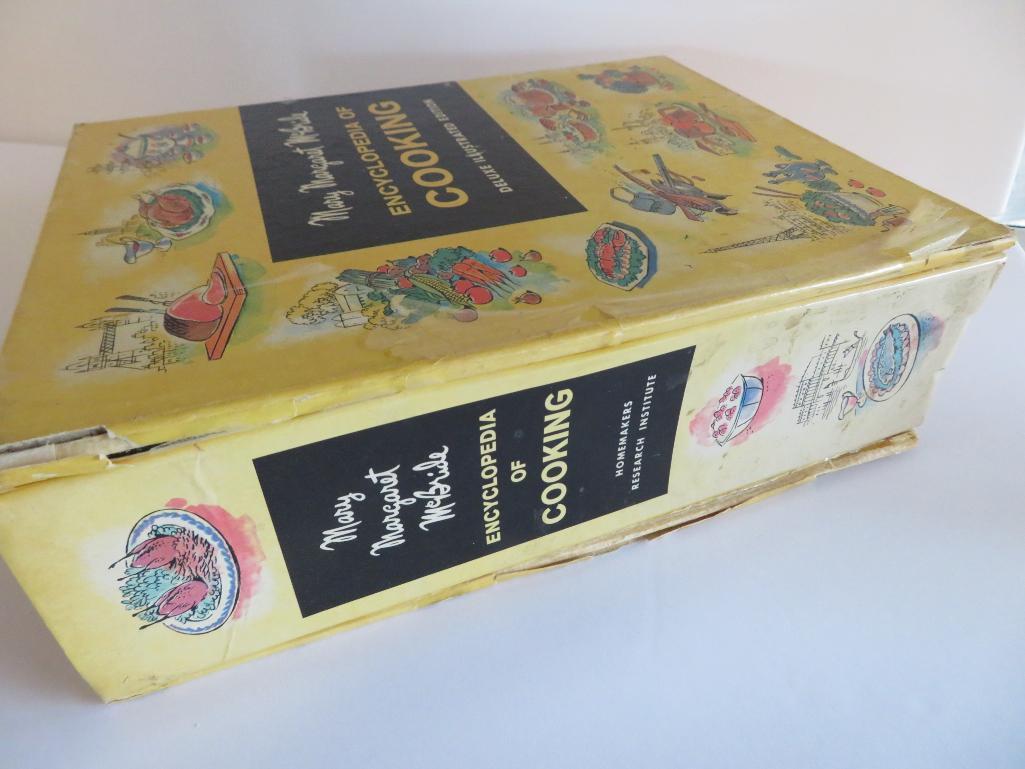 Mary Margaret McBride
ENCYCLOPEDIA OF
COOKING
DELUXE ILLUSTRATED EDITION
Mary
Margaret
McBride
ENCYCLOPEDIA
OF
COOKING
HOMEMAKERS
RESEARCH INSTITUTE